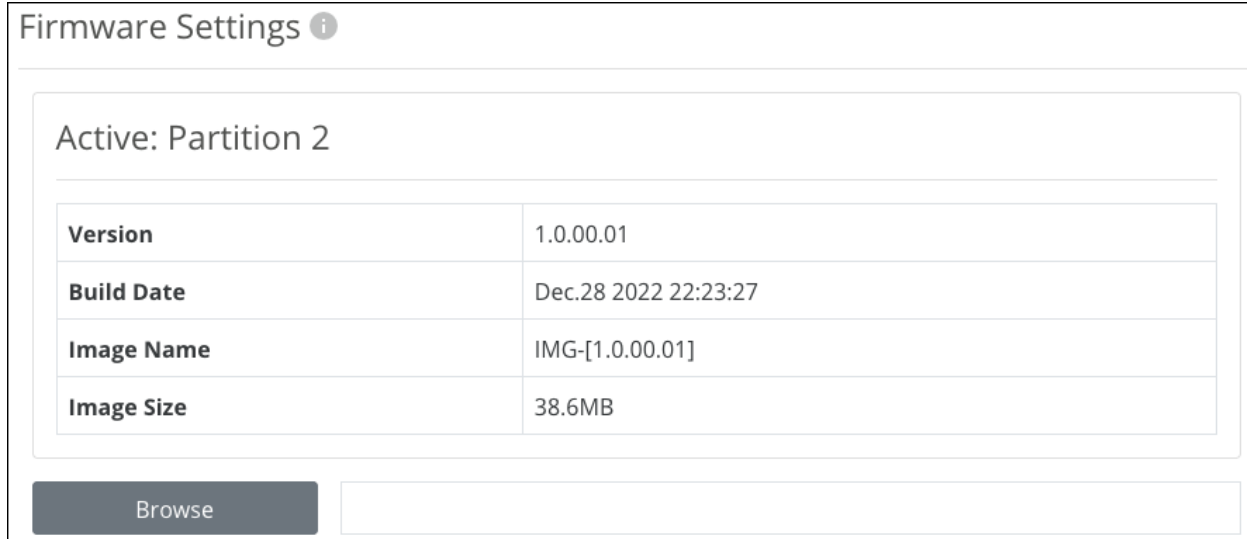 Firmware Settings i
Active: Partition 2
Version 1.0.00.01
Build Date Dec.28 2022 22:23:27
Image Name IMG-[1.0.00.01]
Image Size 38.6MB
Browse